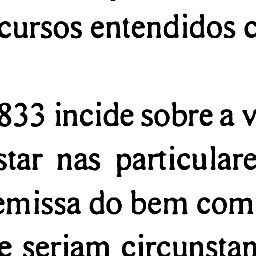 cursos entendidos c
833 incide sobre a v
star nas particulare
emissa do bem com
e seriam circunstan